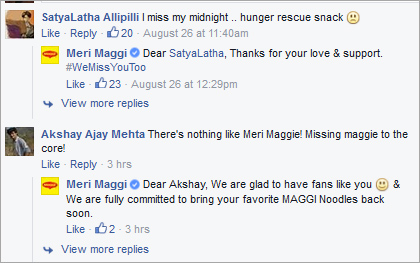 SatyaLatha Allipilli I miss my midnight .. hunger rescue snack
Like · Reply · 20 · August 26 at 11:40am
Meri Maggi Dear SatyaLatha, Thanks for your love & support.
#WeMissYouToo
Like · 23 · August 26 at 12:29pm
View more replies
Akshay Ajay Mehta There's nothing like Meri Maggie! Missing maggie to the
core!
Like · Reply · 3 hrs
Meri Maggi Dear Akshay, We are glad to have fans like you &
We are fully committed to bring your favorite MAGGI Noodles back
soon.
Like · 2 · 3 hrs
View more replies